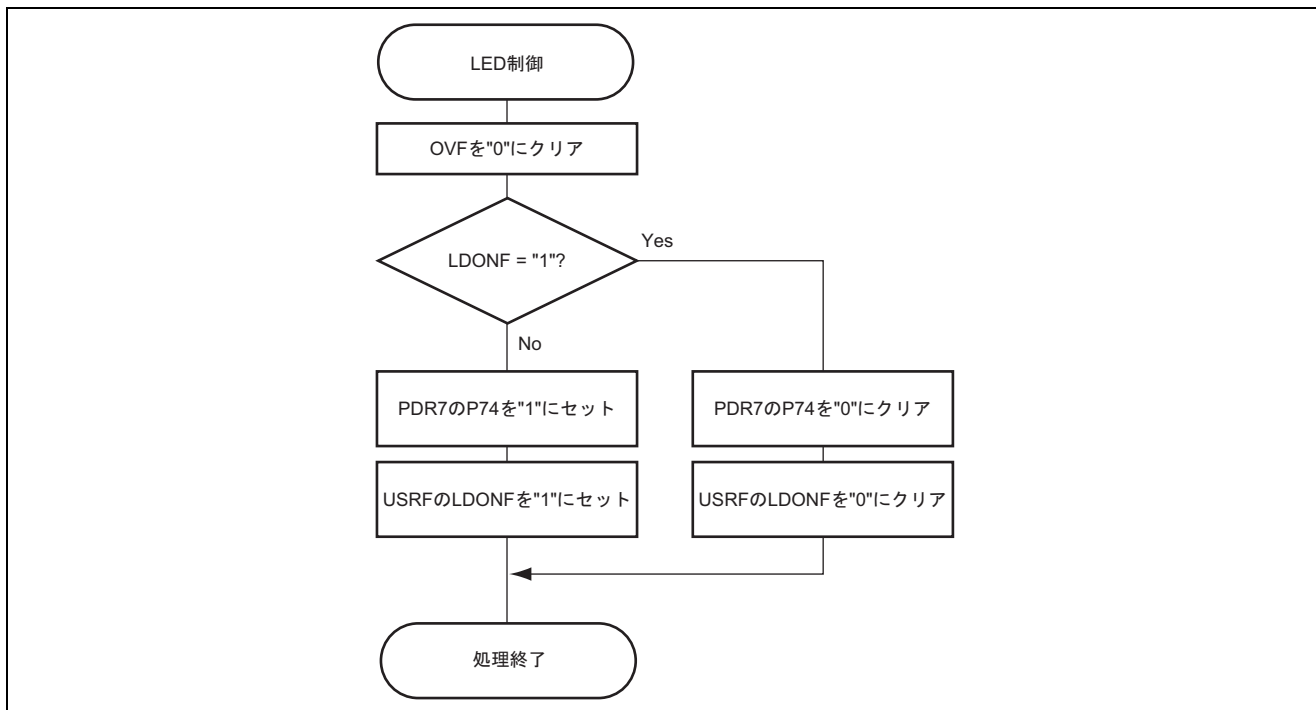 LED制御
OVFを"0"にクリア
LDONF = "1"?
Yes
No
PDR7のP74を"1"にセット
PDR7のP74を"0"にクリア
USRFのLDONFを"1"にセット
USRFのLDONFを"0"にクリア
処理終了